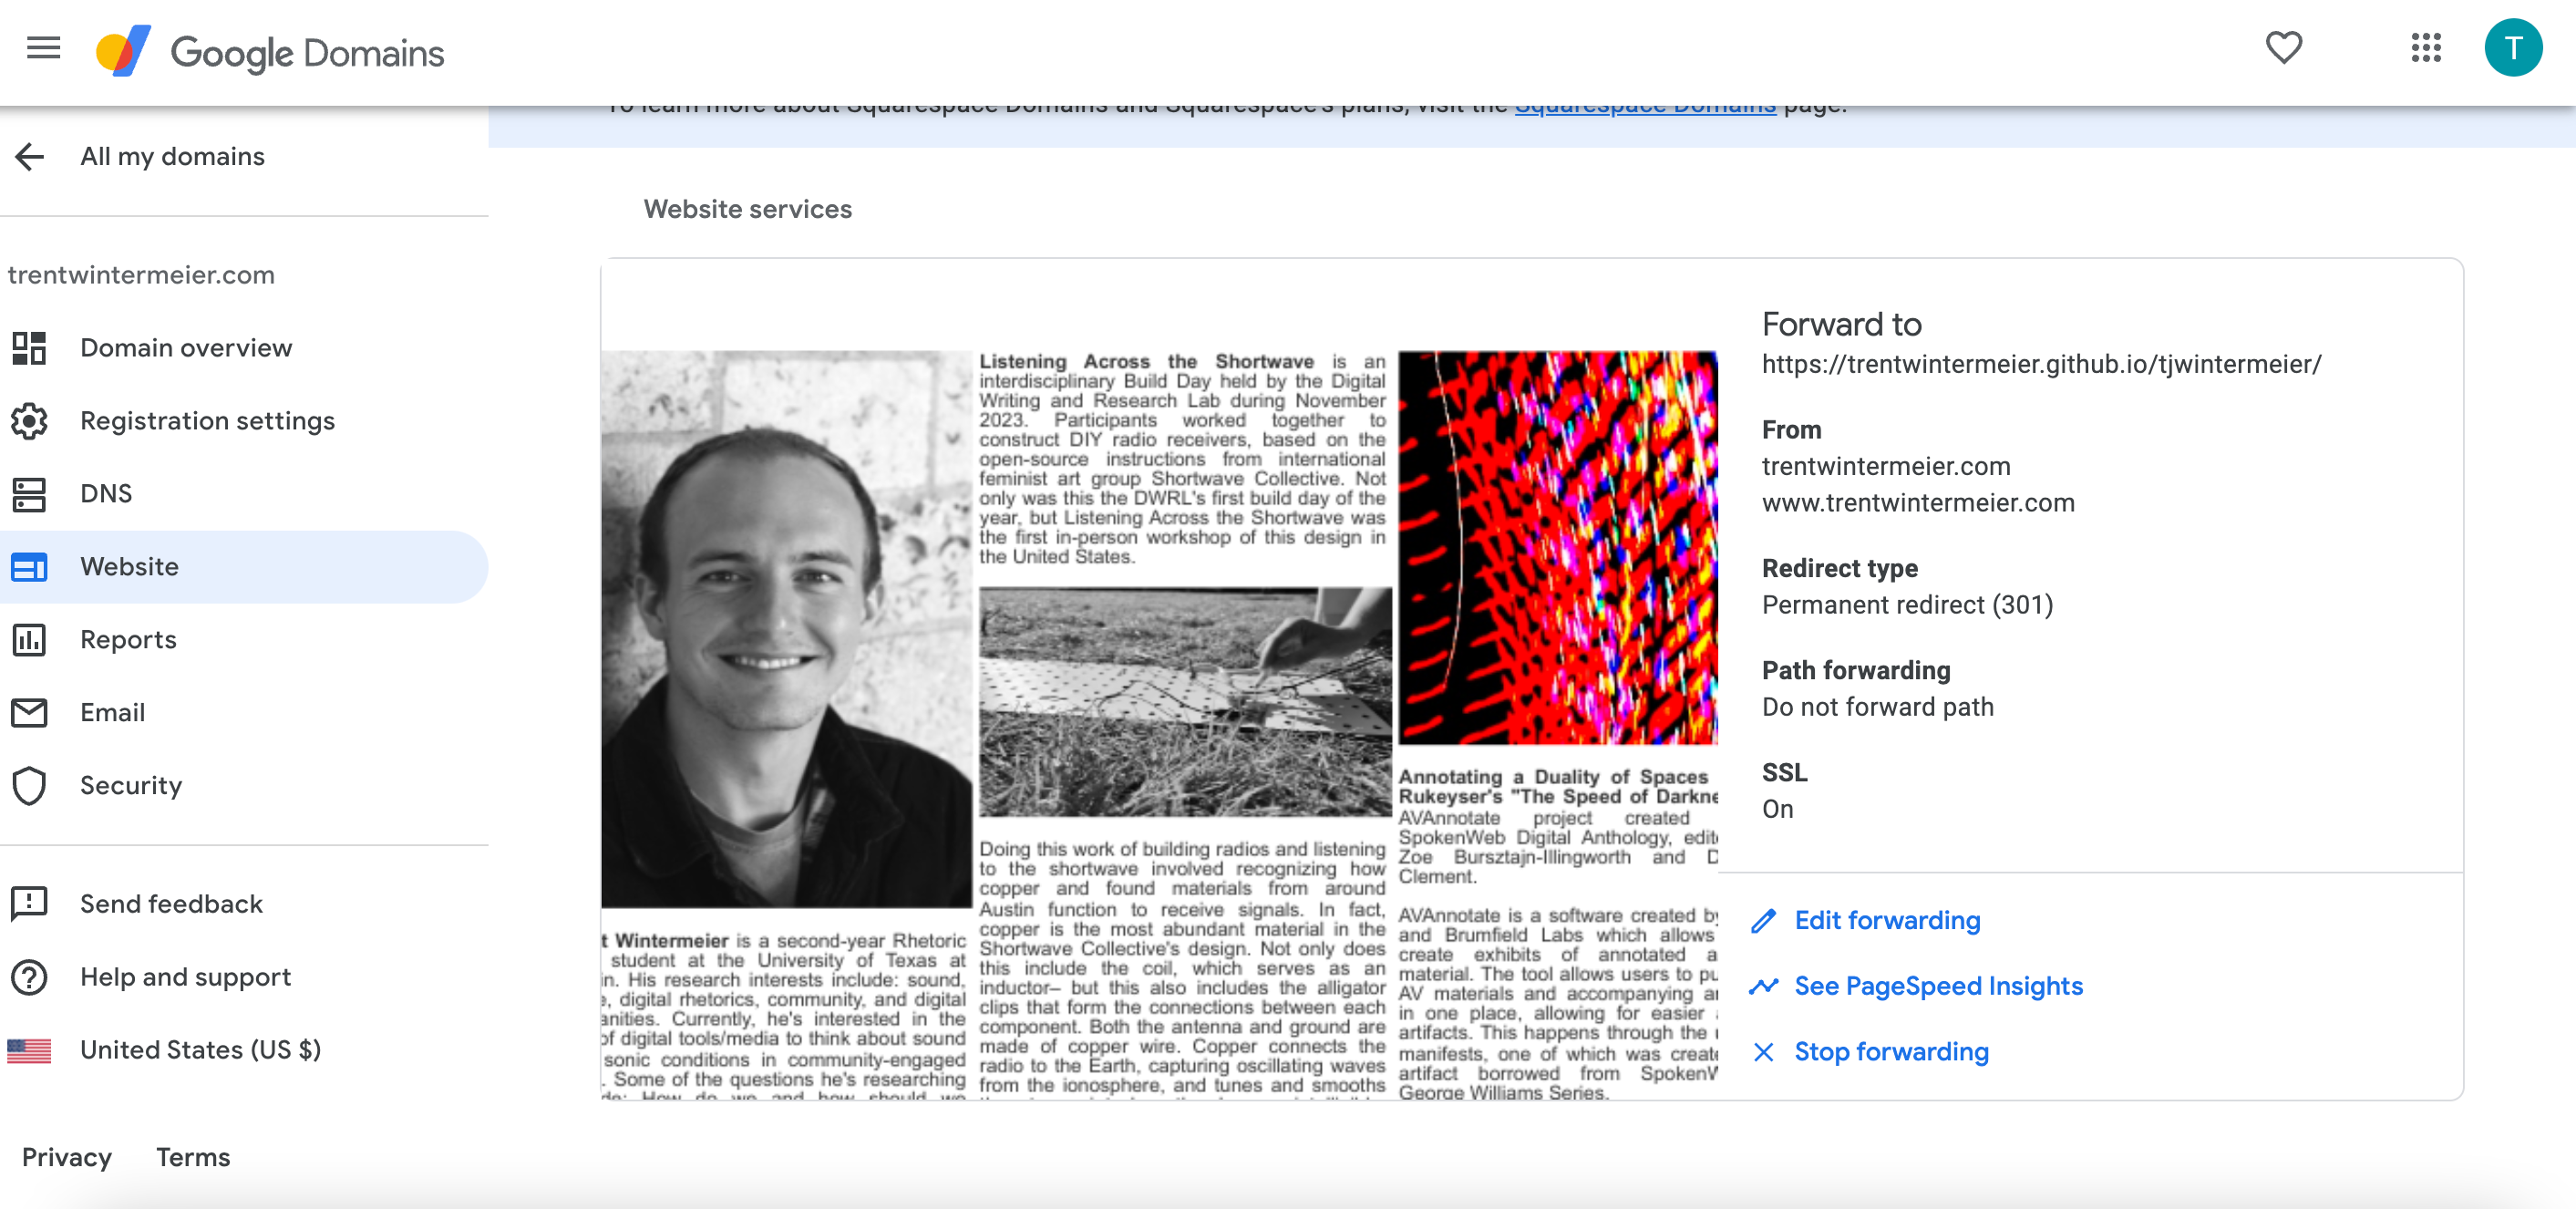 Google Domains
T
To learn more about Squarespace Domains and Squarespace's plans, visit the Squarespace Domains page.
All my domains
trentwintermeier.com
Domain overview
Registration settings
DNS
Website
Reports
Email
Security
Send feedback
Help and support
United States (US $)
Privacy Terms
Website services
t Wintermeier is a second-year Rhetoric
student at the University of Texas at
in. His research interests include: sound,
e, digital rhetorics, community, and digital
anities. Currently, he's interested in the
of digital tools/media to think about sound
sonic conditions in community-engaged
. Some of the questions he's researching
de: How do we and how should we
Listening Across the Shortwave is an
interdisciplinary Build Day held by the Digital
Writing and Research Lab during November
2023. Participants worked together to
construct DIY radio receivers, based on the
open-source instructions from international
feminist art group Shortwave Collective. Not
only was this the DWRL's first build day of the
year, but Listening Across the Shortwave was
the first in-person workshop of this design in
the United States.
Doing this work of building radios and listening
to the shortwave involved recognizing how
copper and found materials from around
Austin function to receive signals. In fact,
copper is the most abundant material in the
Shortwave Collective's design. Not only does
this include the coil, which serves as an
inductor– but this also includes the alligator
clips that form the connections between each
component. Both the antenna and ground are
made of copper wire. Copper connects the
radio to the Earth, capturing oscillating waves
from the ionosphere, and tunes and smooths
Annotating a Duality of Spaces
Rukeyser's "The Speed of Darkne
AVAnnotate project created
SpokenWeb Digital Anthology, edit
Zoe Bursztajn-Illingworth and D
Clement.
AVAnnotate is a software created by
and Brumfield Labs which allows
create exhibits of annotated a
material. The tool allows users to pu
AV materials and accompanying a
in one place, allowing for easier
artifacts. This happens through the
manifests, one of which was create
artifact borrowed from SpokenW
George Williams Series.
Forward to
https://trentwintermeier.github.io/tjwintermeier/
From
trentwintermeier.com
www.trentwintermeier.com
Redirect type
Permanent redirect (301)
Path forwarding
Do not forward path
SSL
On
Edit forwarding
See PageSpeed Insights
Stop forwarding